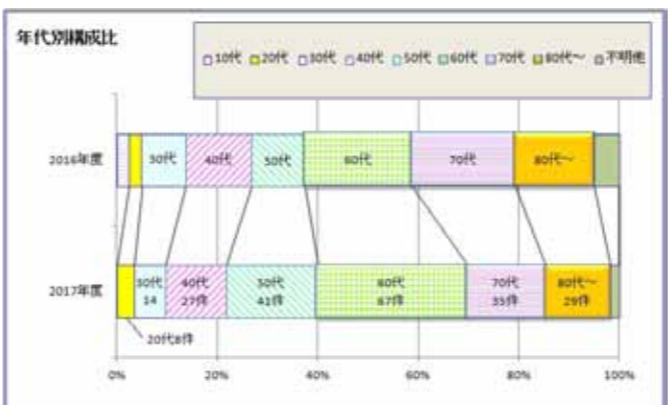 年代別構成比
10代 20代 30代 40代 50代 60代 70代 80代～ 不明他
2016年度
30代 40代 50代 60代 70代 80代～
2017年度
30代 40代 50代 60代 70代 80代～
14 27件 41件 67件 35件 29件
20代8件
0% 20% 40% 60% 80% 100%